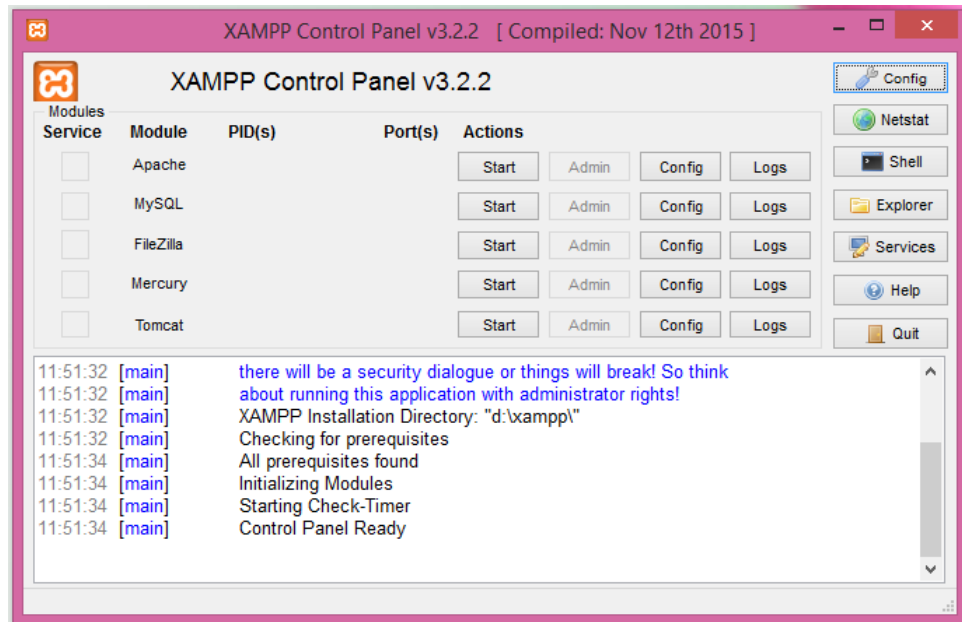 XAMPP Control Panel v3.2.2 [ Compiled: Nov 12th 2015 ]
XAMPP Control Panel v3.2.2
Config
Modules
Netstat
Service Module PID(s) Port(s) Actions
Apache Start Admin Config Logs
Shell
MySQL Start Admin Config Logs
Explorer
FileZilla Start Admin Config Logs
Services
Mercury Start Admin Config Logs
Help
Tomcat Start Admin Config Logs
Quit
11:51:32 [main] there will be a security dialogue or things will break! So think
11:51:32 [main] about running this application with administrator rights!
11:51:32 [main] XAMPP Installation Directory: "d:\xampp\"
11:51:32 [main] Checking for prerequisites
11:51:34 [main] All prerequisites found
11:51:34 [main] Initializing Modules
11:51:34 [main] Starting Check-Timer
11:51:34 [main] Control Panel Ready